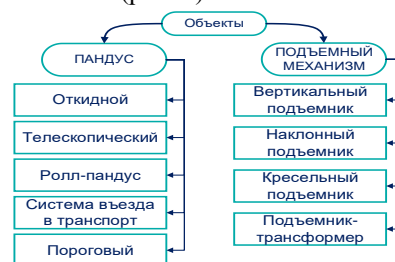 Объекты
ПАНДУС
Откидной
Телескопический
Ролл-пандус
Система въезда
в транспорт
Пороговый
ПОДЪЕМНЫЙ
МЕХАНИЗМ
Вертикальный
подъемник
Наклонный
подъемник
Кресельный
подъемник
Подъемник-
трансформер